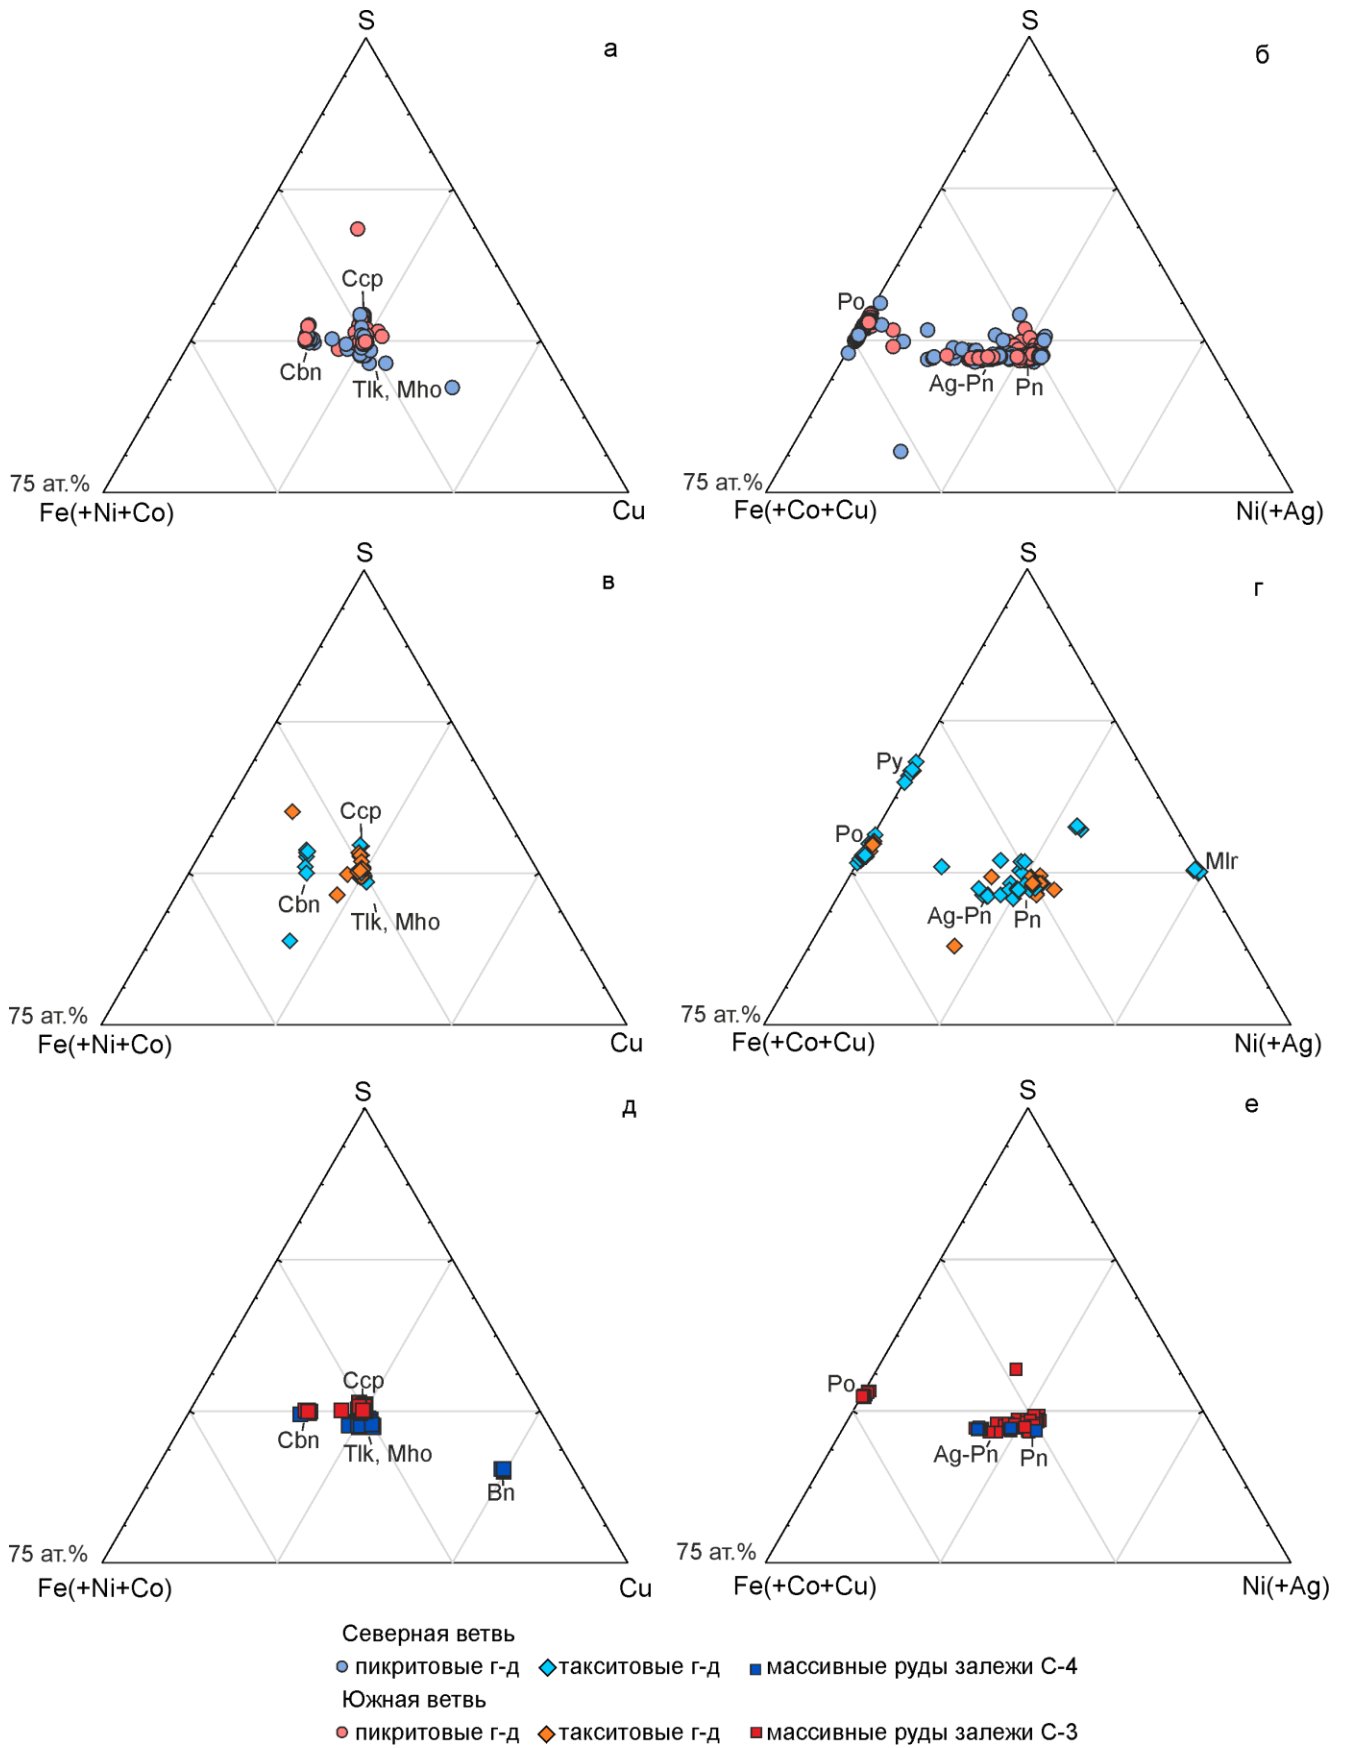 S
а
Ccp
Cbn
Tlk, Mho
75 ат.%
Fe(+Ni+Co)
Cu
S
б
Po
Ag-Pn
Pn
75 ат.%
Fe(+Co+Cu)
Ni(+Ag)
S
в
Ccp
Cbn
Tlk, Mho
75 ат.%
Fe(+Ni+Co)
Cu
S
г
Py
Po
Mlr
Ag-Pn
Pn
75 ат.%
Fe(+Co+Cu)
Ni(+Ag)
S
д
Ccp
Cbn
Tlk, Mho
Bn
75 ат.%
Fe(+Ni+Co)
Cu
S
е
Po
Ag-Pn
Pn
75 ат.%
Fe(+Co+Cu)
Ni(+Ag)
Северная ветвь
пикритовые г-д такситовые г-д массивные руды залежи С-4
Южная ветвь
пикритовые г-д такситовые г-д массивные руды залежи С-3